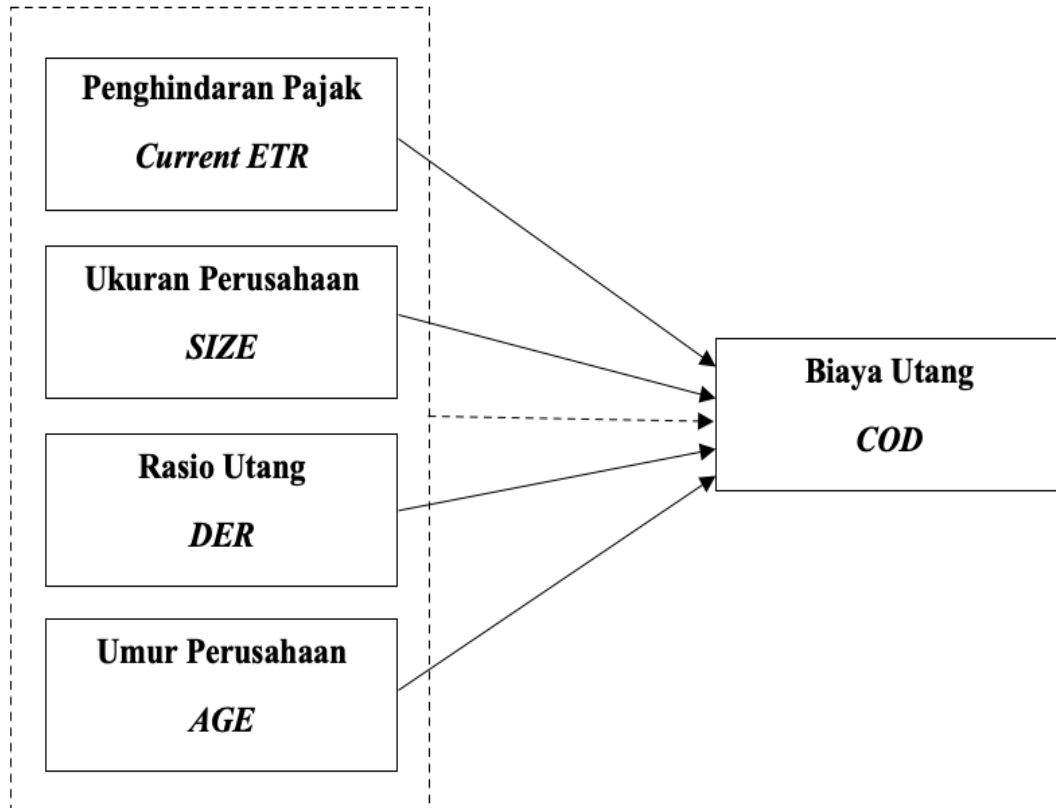 Penghindaran Pajak
Current ETR
Ukuran Perusahaan
SIZE
Rasio Utang
DER
Umur Perusahaan
AGE
Biaya Utang
COD